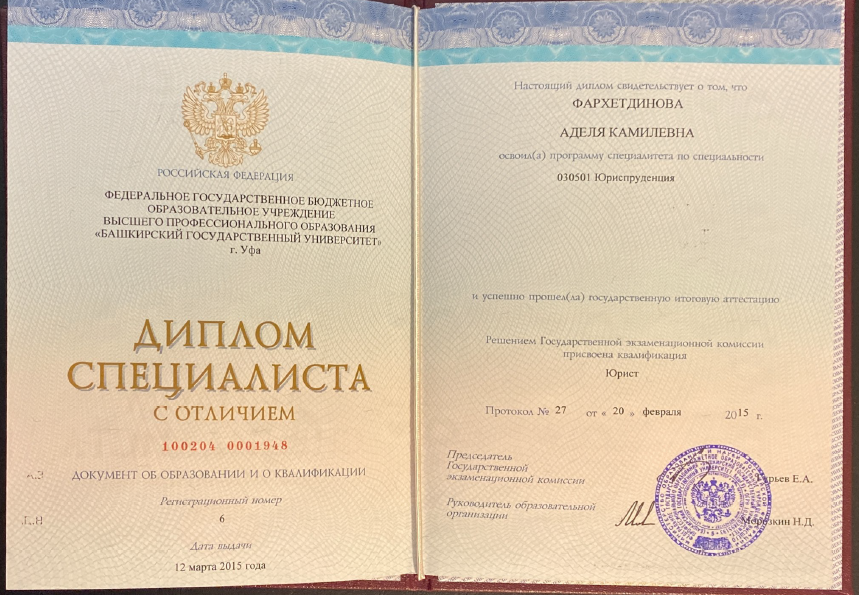 РОССИЙСКАЯ ФЕДЕРАЦИЯ
ФЕДЕРАЛЬНОЕ ГОСУДАРСТВЕННОЕ БЮДЖЕТНОЕ
ОБРАЗОВАТЕЛЬНОЕ УЧРЕЖДЕНИЕ
ВЫСШЕГО ПРОФЕССИОНАЛЬНОГО ОБРАЗОВАНИЯ
«БАШКИРСКИЙ ГОСУДАРСТВЕННЫЙ УНИВЕРСИТЕТ»
г. Уфа
ДИПЛОМ
СПЕЦИАЛИСТА
С ОТЛИЧИЕМ
100204 0001948
ДОКУМЕНТ ОБ ОБРАЗОВАНИИ И О КВАЛИФИКАЦИИ
Регистрационный номер
6
Дата выдачи
12 марта 2015 года
Настоящий диплом свидетельствует о том, что
ФАРХЕТДИНОВА
АДЕЛЯ КАМИЛЕВНА
освоил(а) программу специалитета по специальности
030501 Юриспруденция
и успешно прошел(ла) государственную итоговую аттестацию
Решением Государственной экзаменационной комиссии
присвоена квалификация
Юрист
Протокол № 27 от « 20 » февраля 2015 г.
Председатель
Государственной
экзаменационной комиссии
Е.А.
Руководитель образовательной
организации
Морозкин Н.Д.